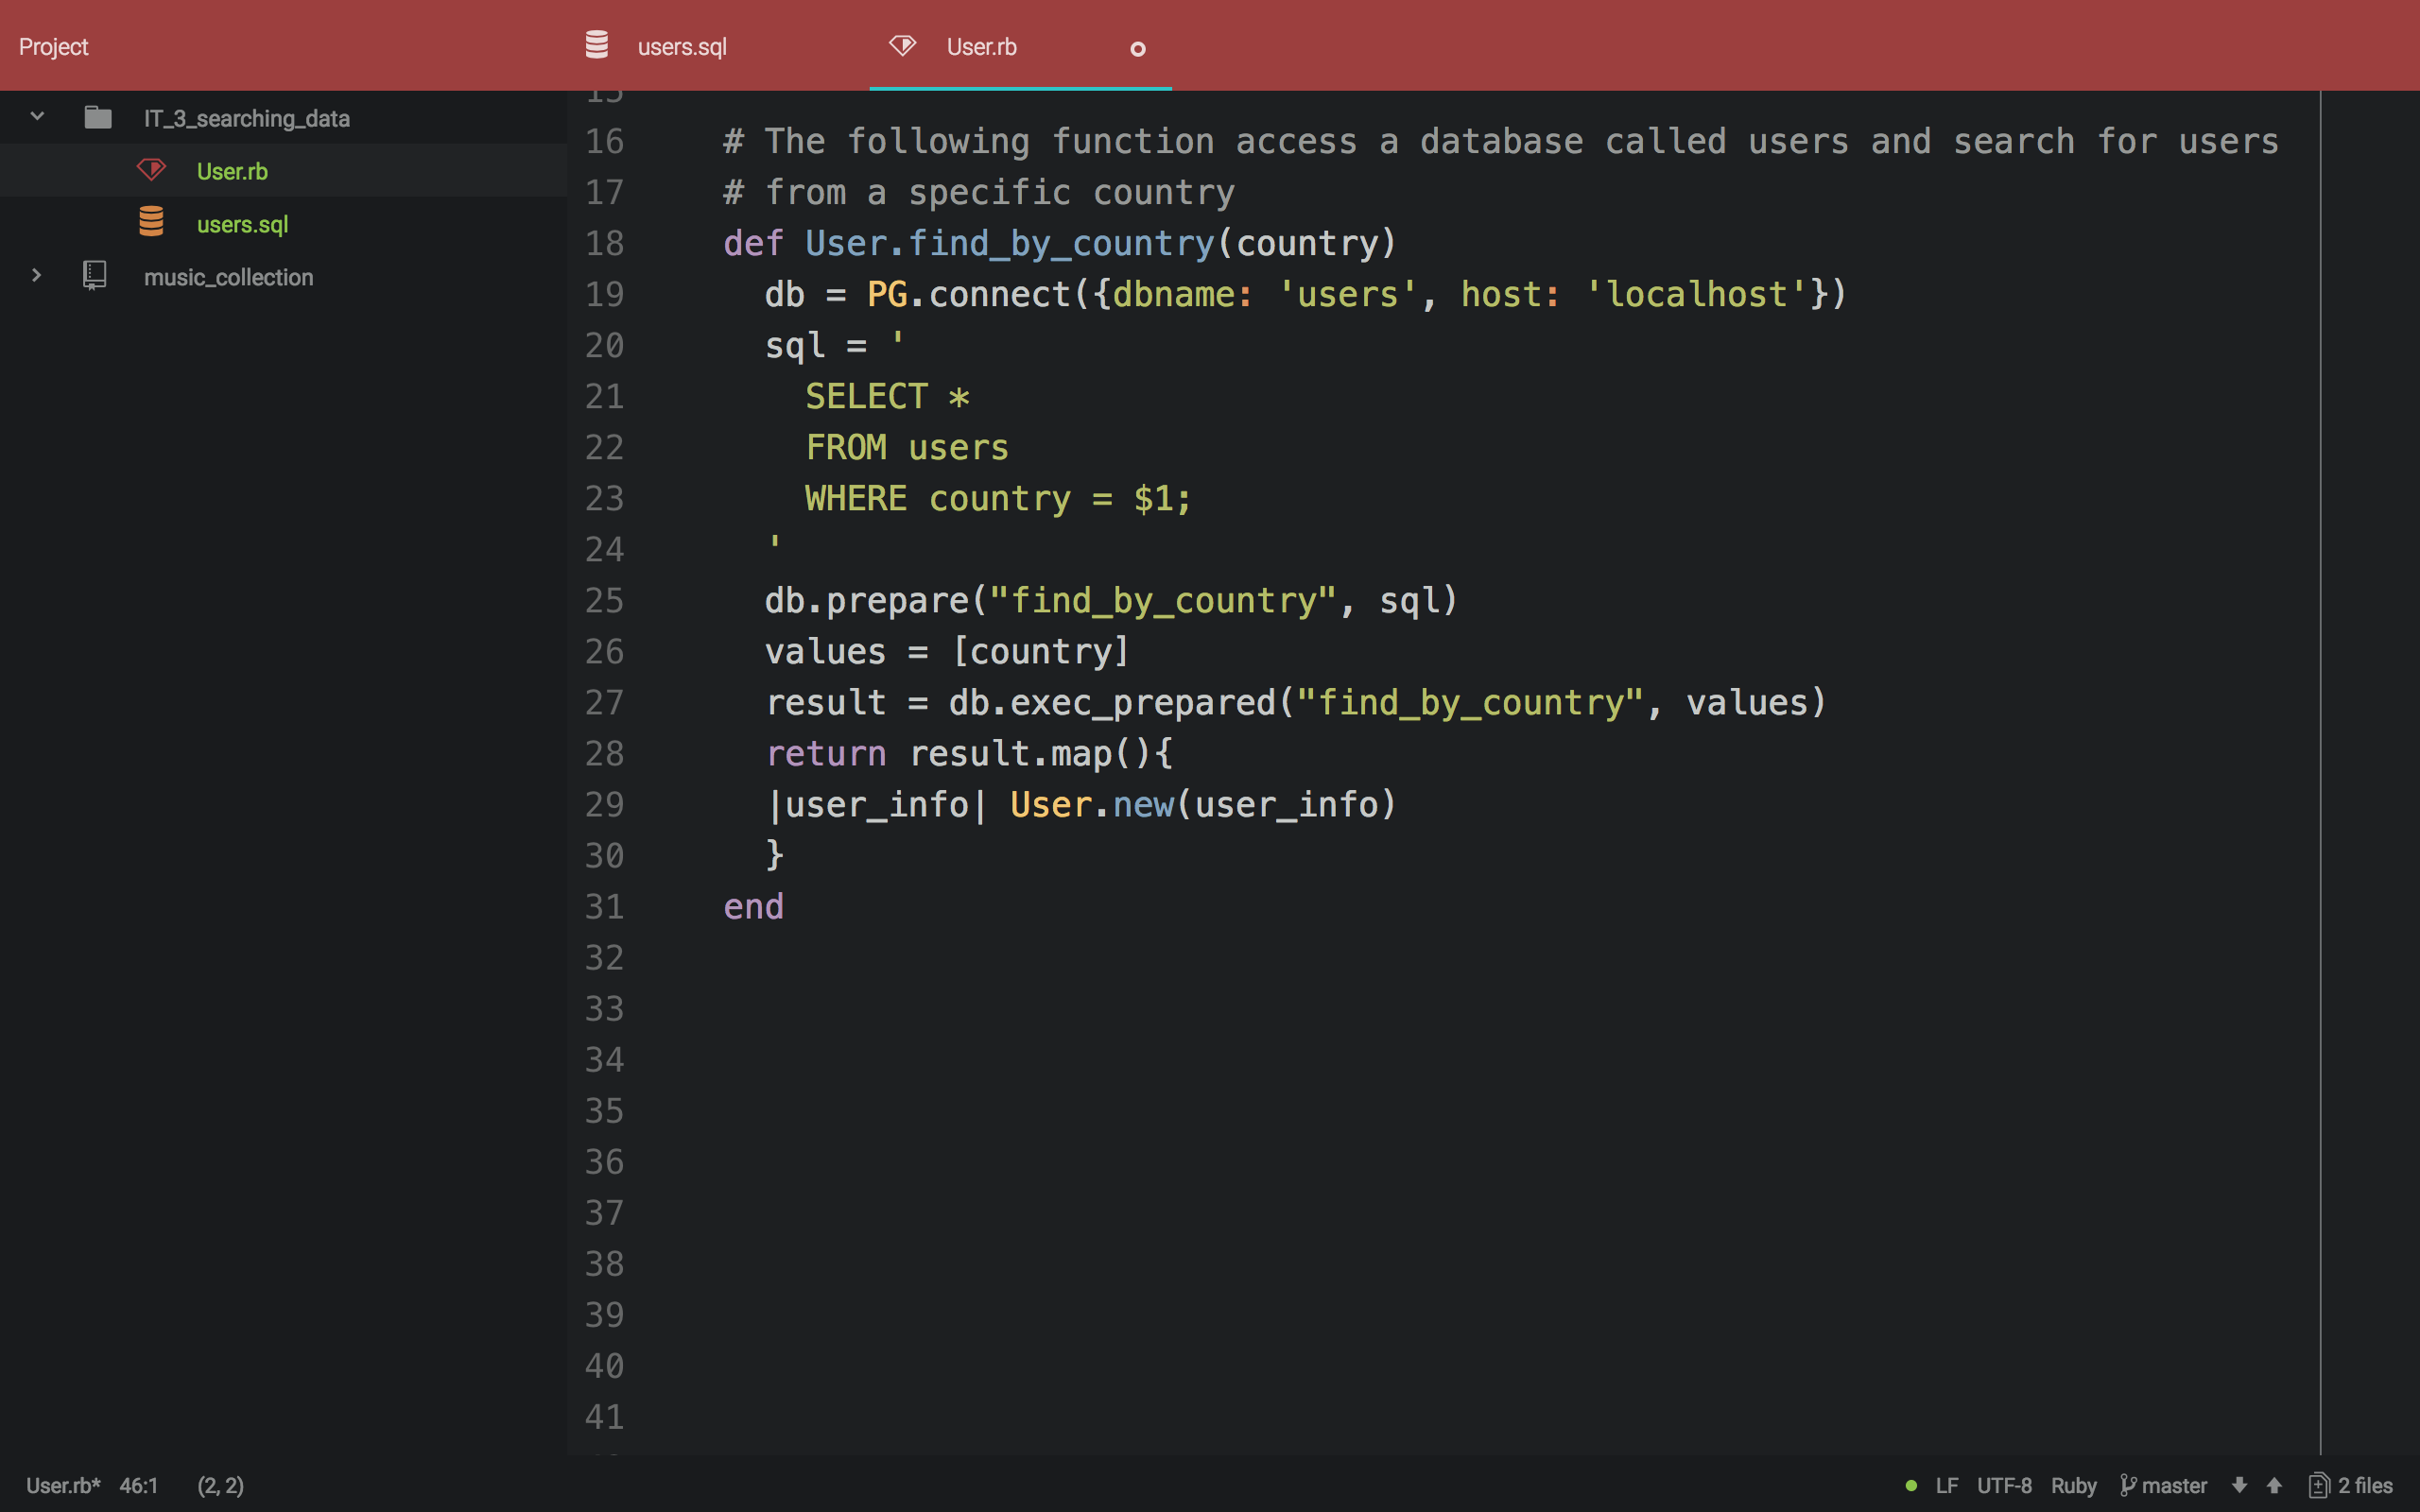 Project
users.sql
User.rb
IT_3_searching_data
User.rb
users.sql
music_collection
15
16 # The following function access a database called users and search for users
17 # from a specific country
18 def User.find_by_country(country)
19 db = PG.connect({dbname: 'users', host: 'localhost'})
20 sql = '
21 SELECT *
22 FROM users
23 WHERE country = $1;
24 '
25 db.prepare("find_by_country", sql)
26 values = [country]
27 result = db.exec_prepared("find_by_country", values)
28 return result.map(){
29 |user_info| User.new(user_info)
30 }
31 end
32
33
34
35
36
37
38
39
40
41
User.rb* 46:1 (2, 2)
LF UTF-8 Ruby master 2 files